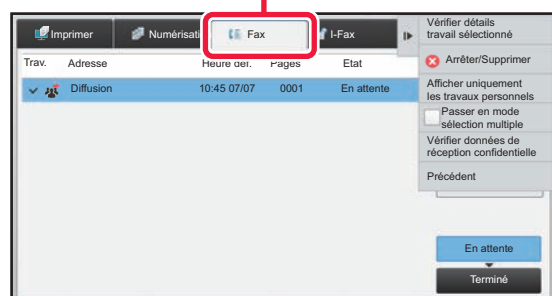 Imprimer
Numérisati
Fax
I-Fax
Vérifier détails
travail sélectionné
Trav.
Adresse
Heure déf.
Pages
Etat
Arrêter/Supprimer
Diffusion
10:45 07/07
0001
En attente
Afficher uniquement
les travaux personnels
Passer en mode
sélection multiple
Vérifier données de
réception confidentielle
Précédent
En attente
Terminé